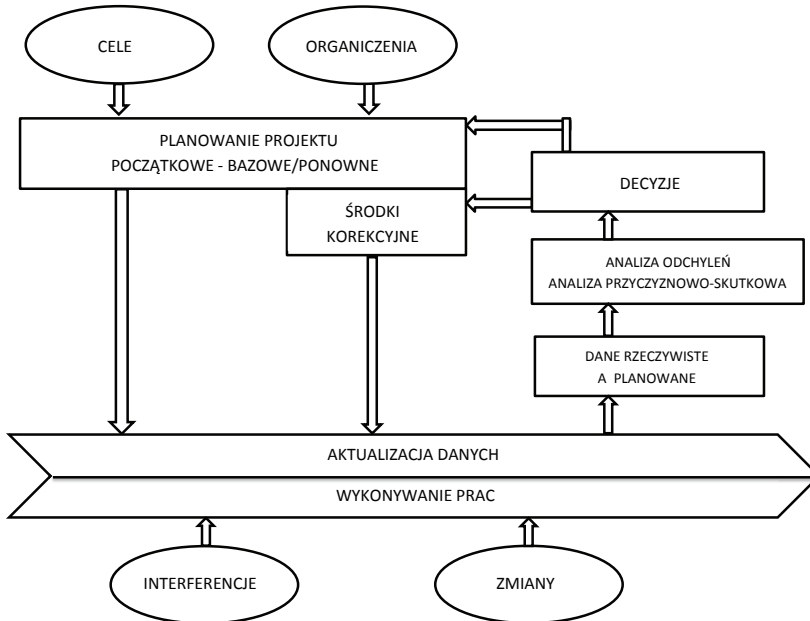 CELE
ORGANICZENIA
PLANOWANIE PROJEKTU
POCZĄTKOWE - BAZOWE/PONOWNE
ŚRODKI
KOREKCYJNE
DECYZJE
ANALIZA ODCHYLEŃ
ANALIZA PRZYCZYZNOWO-SKUTKOWA
DANE RZECZYWISTE
A PLANOWANE
AKTUALIZACJA DANYCH
WYKONYWANIE PRAC
INTERFERENCJE
ZMIANY